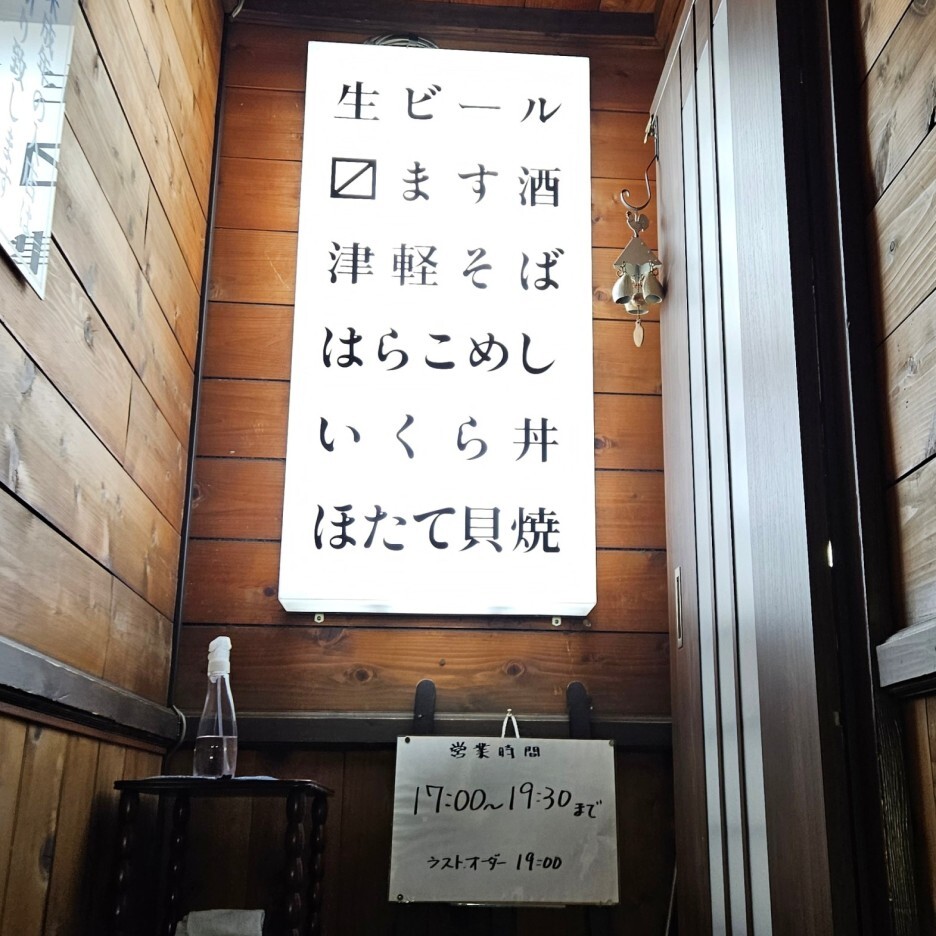 生ビール
〼ます酒
津軽そば
はらこめし
いくら丼
ほたて貝焼
営業時間
17:00~19:30まで
ラストオーダー 19:00